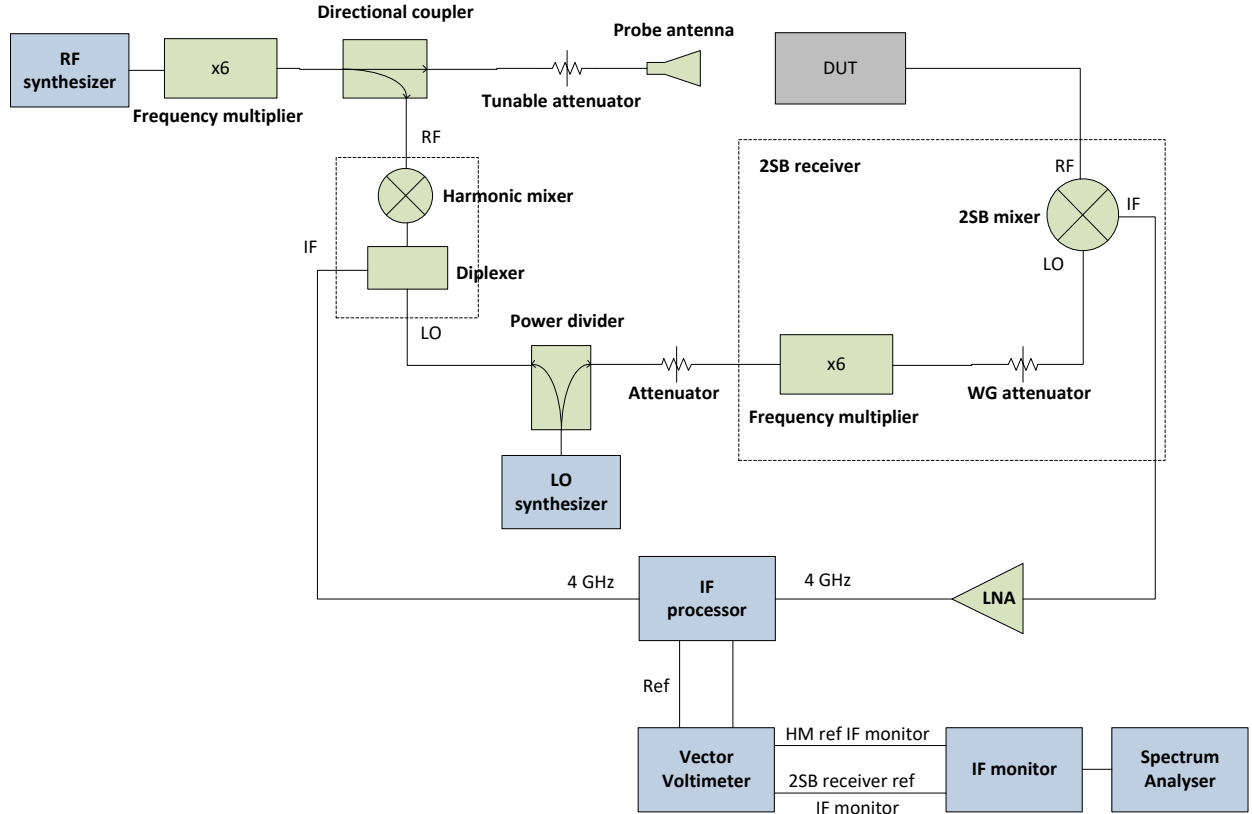 Directional coupler
RF
synthesizer
x6
Frequency multiplier
Probe antenna
Tunable attenuator
DUT
RF
Harmonic mixer
IF
Diplexer
LO
2SB receiver
RF
2SB mixer
IF
LO
Power divider
Attenuator
x6
Frequency multiplier
WG attenuator
LO
synthesizer
4 GHz
IF
processor
4 GHz
LNA
Ref
Vector
Voltimeter
HM ref IF monitor
2SB receiver ref
IF monitor
IF monitor
Spectrum
Analyser